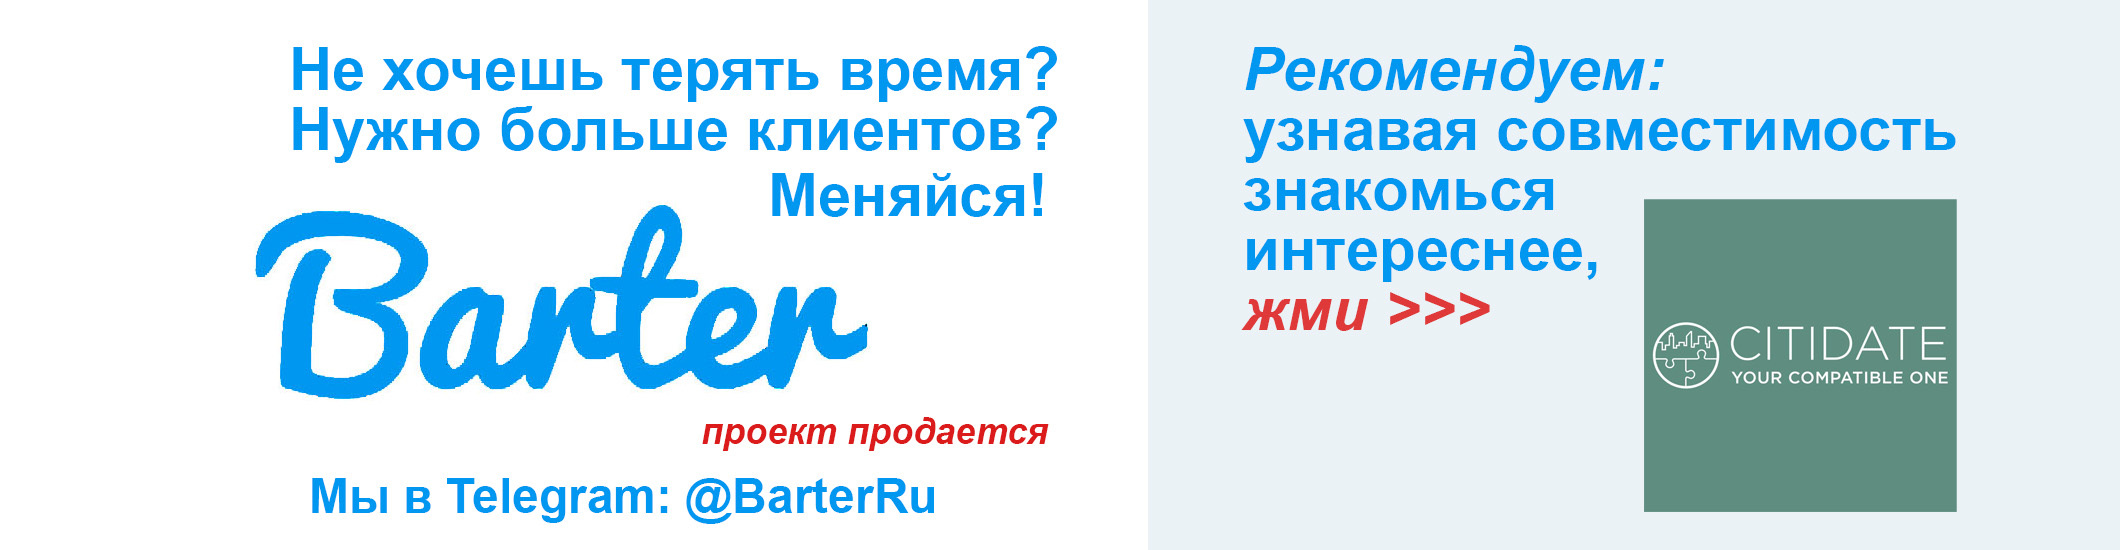 Не хочешь терять время?
Нужно больше клиентов?
Меняйся!
Barter
проект продается
Мы в Telegram: @BarterRu
Рекомендуем:
узнавая совместимость
знакомься
интереснее,
жми >>>
CITIDATE
YOUR COMPATIBLE ONE